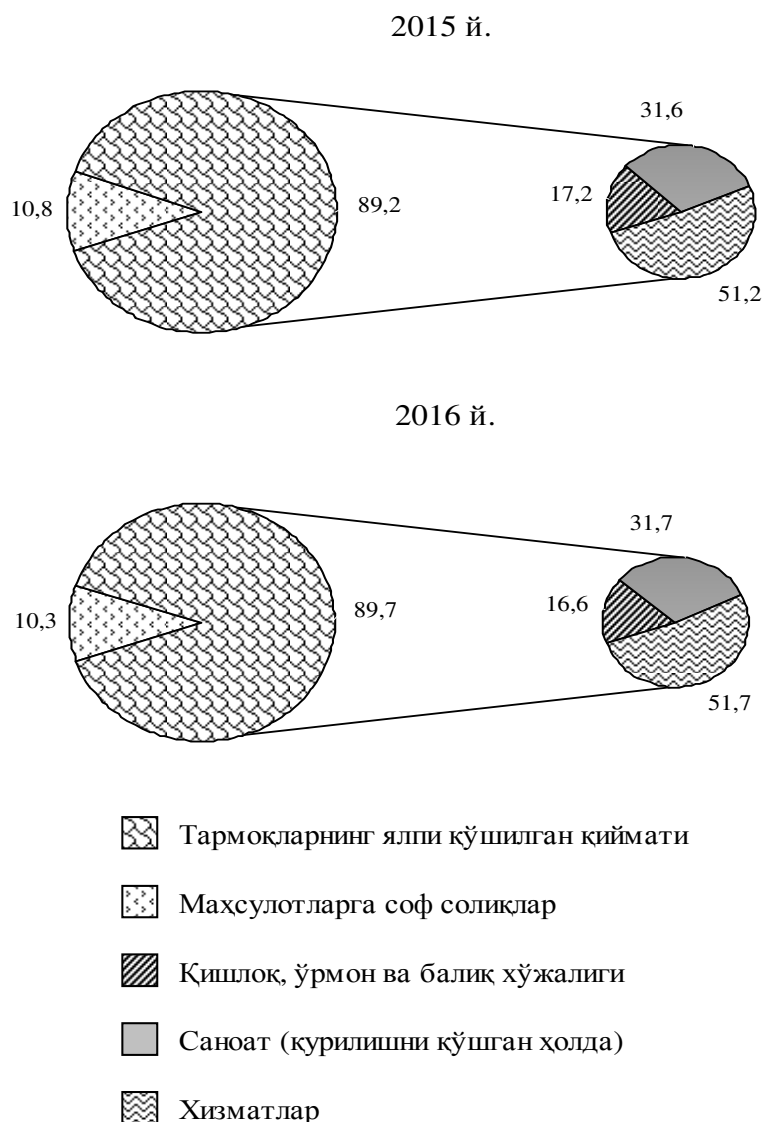 2015 й.
31,6
10,8
89,2
17,2
51,2
2016 й.
31,7
10,3
89,7
16,6
51,7
Тармоқларнинг ялпи қўшилган қиймати
Маҳсулотларга соф солиқлар
Қишлоқ, ўрмон ва балиқ хўжалиги
Саноат (қурилишни қўшган ҳолда)
Хизматлар